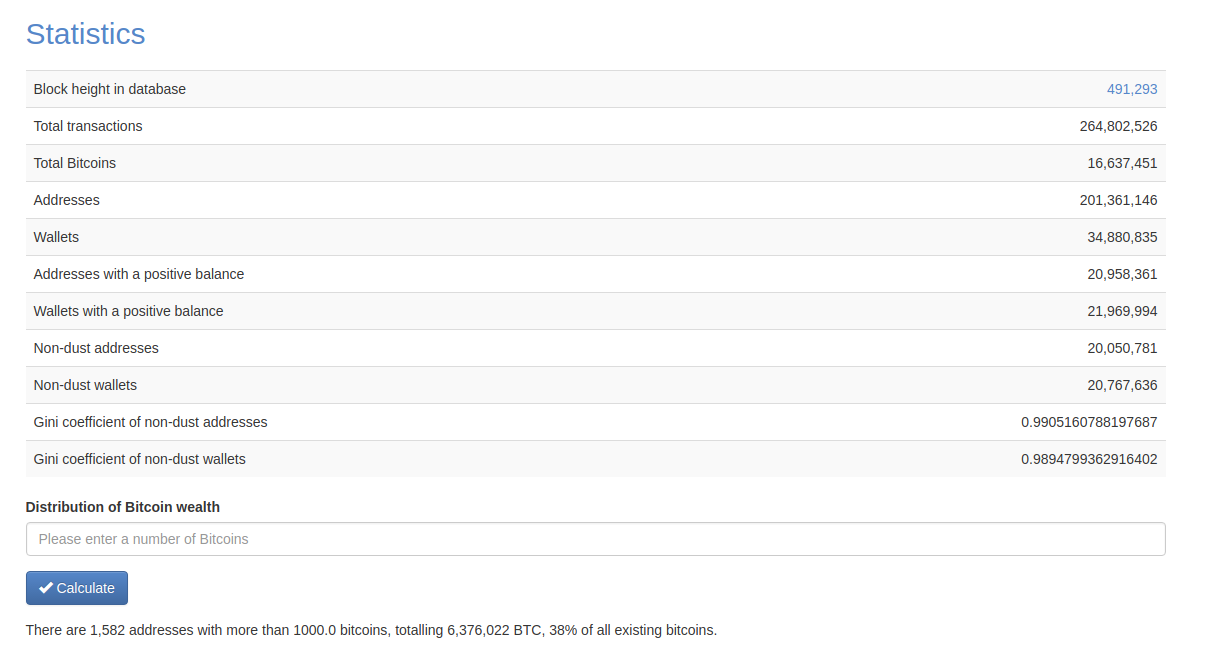 Statistics
Block height in database 491,293
Total transactions 264,802,526
Total Bitcoins 16,637,451
Addresses 201,361,146
Wallets 34,880,835
Addresses with a positive balance 20,958,361
Wallets with a positive balance 21,969,994
Non-dust addresses 20,050,781
Non-dust wallets 20,767,636
Gini coefficient of non-dust addresses 0.9905160788197687
Gini coefficient of non-dust wallets 0.9894799362916402
Distribution of Bitcoin wealth
Please enter a number of Bitcoins
Calculate
There are 1,582 addresses with more than 1000.0 bitcoins, totalling 6,376,022 BTC, 38% of all existing bitcoins.